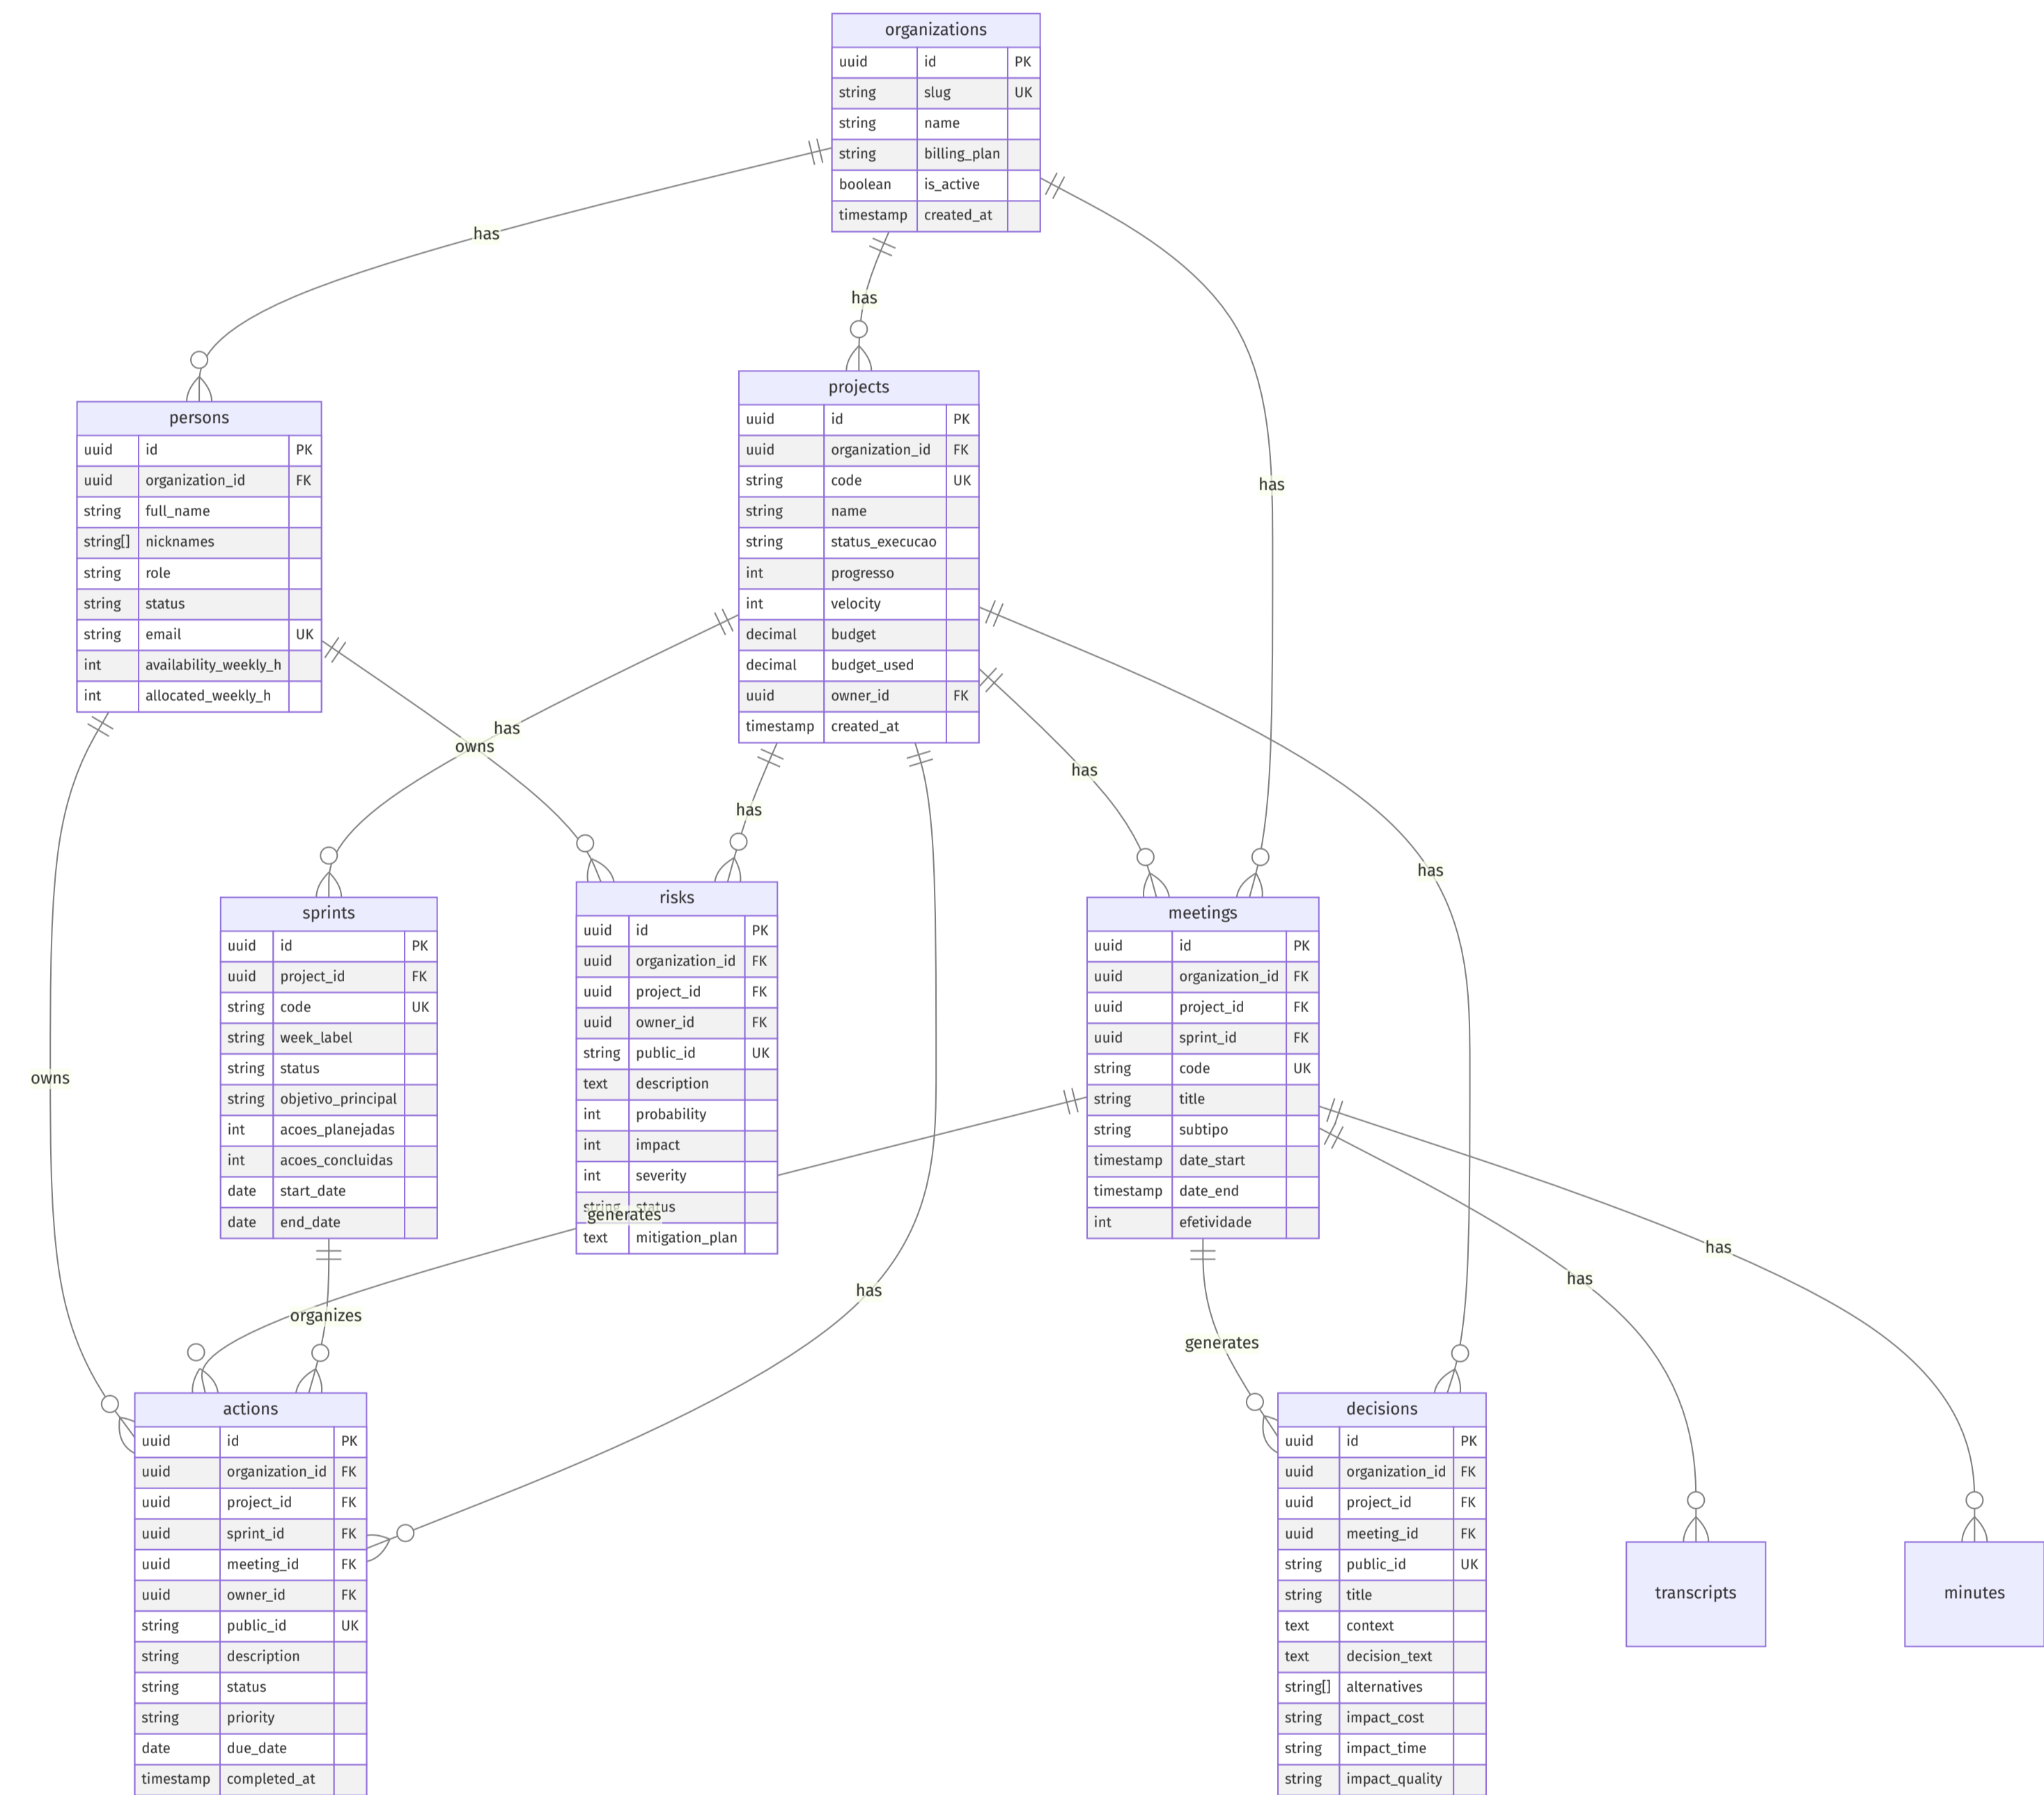 organizations
uuid id PK
string slug UK
string name
string billing_plan
boolean is_active
timestamp created_at
has
has
has
persons
uuid id PK
uuid organization_id FK
string full_name
string[] nicknames
string role
string status
string email UK
int availability_weekly_h
int allocated_weekly_h
projects
uuid id PK
uuid organization_id FK
string code UK
string name
string status_execucao
int progresso
int velocity
decimal budget
decimal budget_used
uuid owner_id FK
timestamp created_at
has
owns
has
has
has
owns
has
sprints
uuid id PK
uuid project_id FK
string code UK
string week_label
string status
string objetivo_principal
int acoes_planejadas
int acoes_concluidas
date start_date
date end_date
risks
uuid id PK
uuid organization_id FK
uuid project_id FK
uuid owner_id FK
string public_id UK
text description
int probability
int impact
int severity
string status
text mitigation_plan
meetings
uuid id PK
uuid organization_id FK
uuid project_id FK
uuid sprint_id FK
string code UK
string title
string subtipo
timestamp date_start
timestamp date_end
int efetividade
generates
organizes
generates
has
has
actions
uuid id PK
uuid organization_id FK
uuid project_id FK
uuid sprint_id FK
uuid meeting_id FK
uuid owner_id FK
string public_id UK
string description
string status
string priority
date due_date
timestamp completed_at
decisions
uuid id PK
uuid organization_id FK
uuid project_id FK
uuid meeting_id FK
string public_id UK
string title
text context
text decision_text
string[] alternatives
string impact_cost
string impact_time
string impact_quality
transcripts
minutes